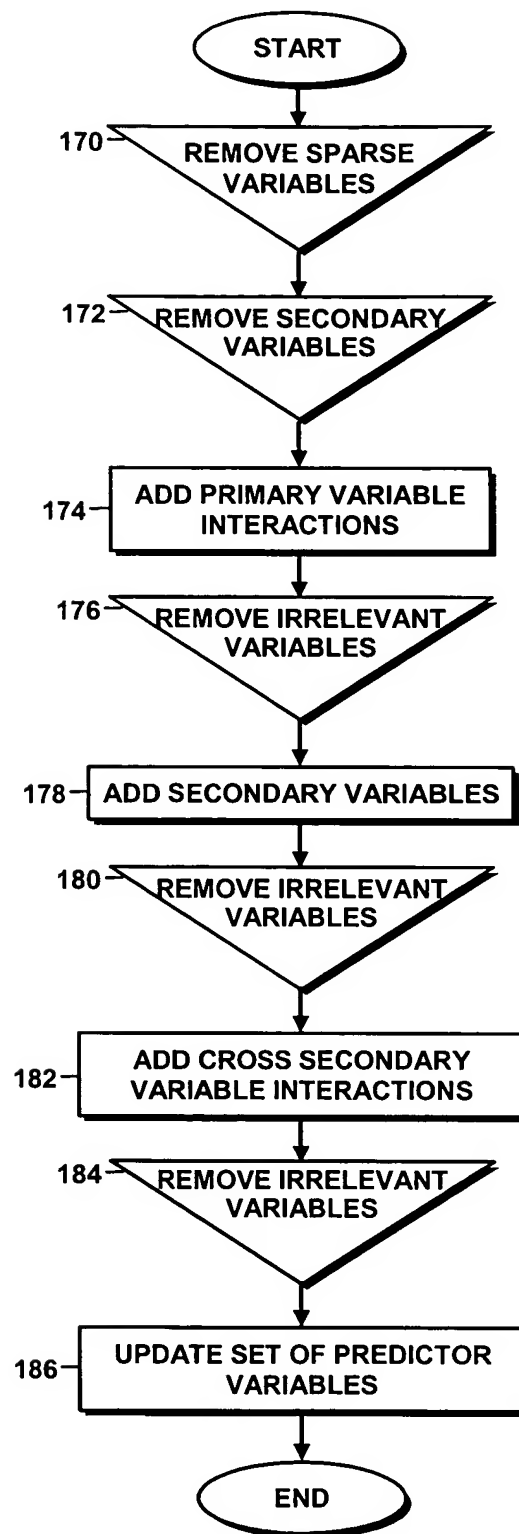 START
170
REMOVE SPARSE
VARIABLES
172
REMOVE SECONDARY
VARIABLES
174
ADD PRIMARY VARIABLE
INTERACTIONS
176
REMOVE IRRELEVANT
VARIABLES
178
ADD SECONDARY VARIABLES
180
REMOVE IRRELEVANT
VARIABLES
182
ADD CROSS SECONDARY
VARIABLE INTERACTIONS
184
REMOVE IRRELEVANT
VARIABLES
186
UPDATE SET OF PREDICTOR
VARIABLES
END